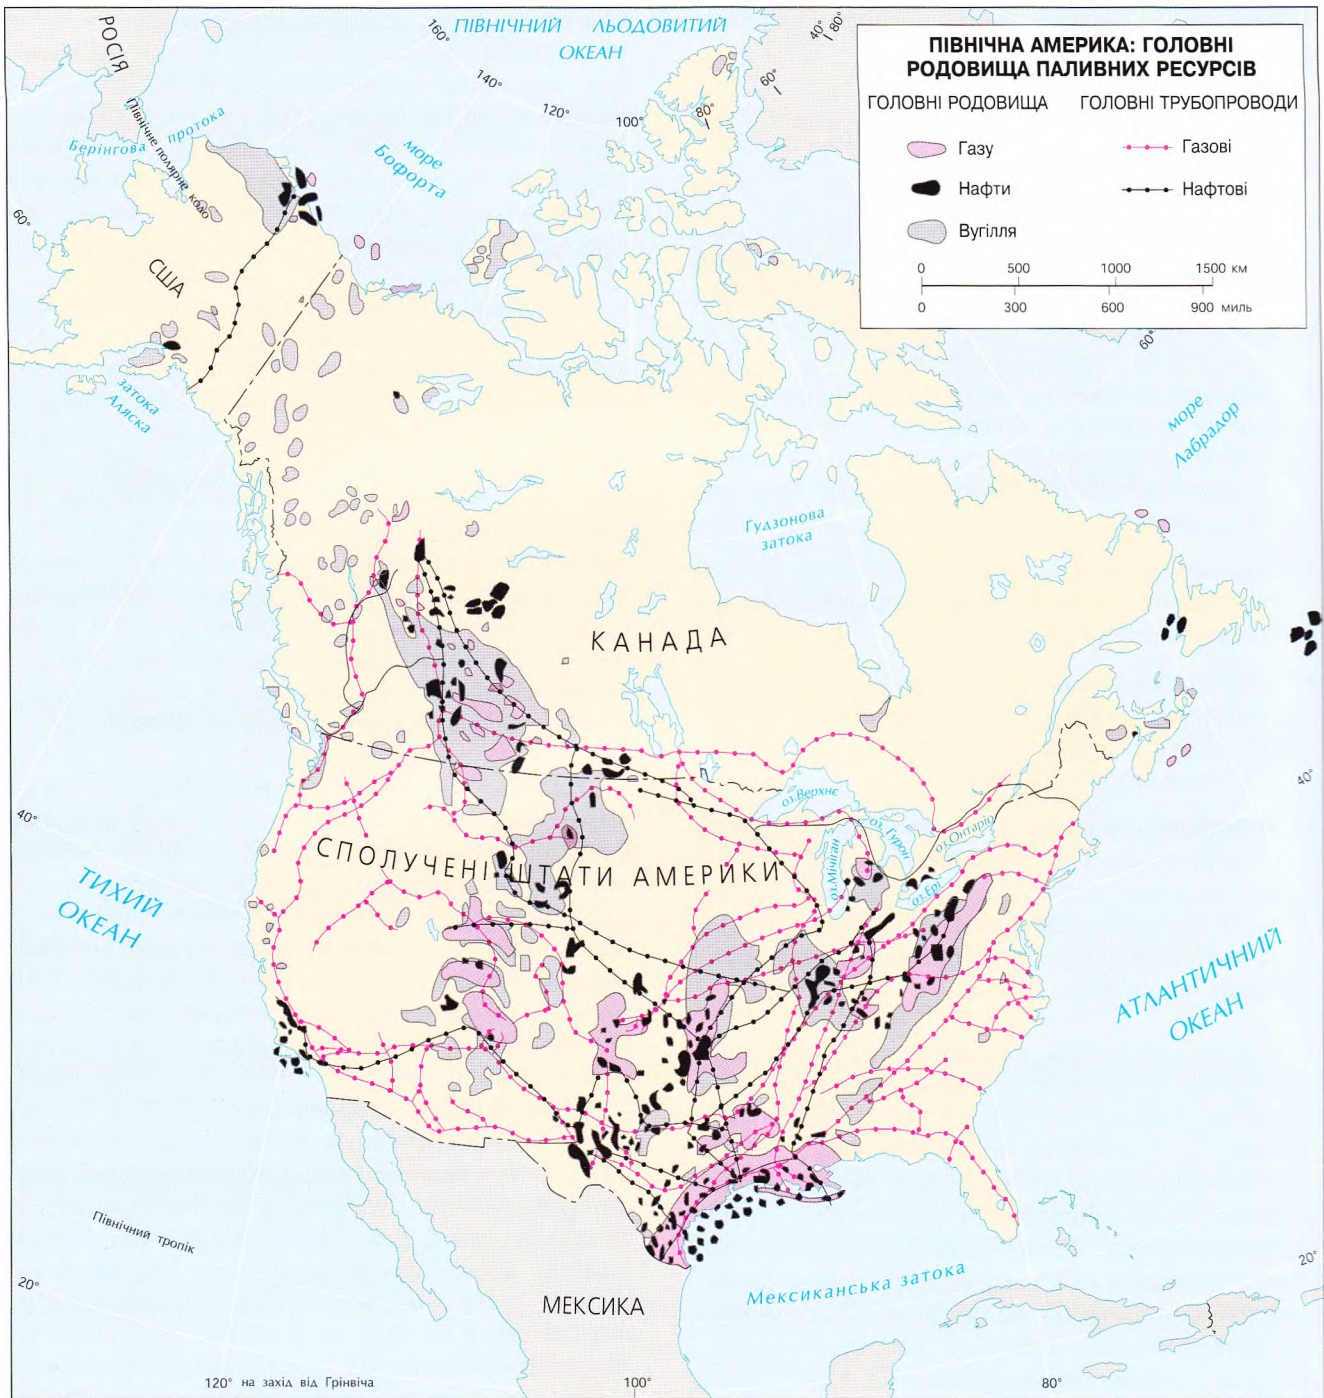 ПІВНІЧНА АМЕРИКА: ГОЛОВНІ
РОДОВИЩА ПАЛИВНИХ РЕСУРСІВ
ГОЛОВНІ РОДОВИЩА
ГОЛОВНІ ТРУБОПРОВОДИ
Газу
Газові
Нафти
Нафтові
Вугілля
0 500 1000 1500 км
0 300 600 900 миль
РОСІЯ
160°
ПІВНІЧНИЙ ЛЬОДОВИТИЙ
ОКЕАН
40°
80°
140°
120°
100°
80°
60°
Берінгова протока
Північне полярне коло
море
Бофорта
60°
США
60°
затока
Аляска
море
Лабрадор
Гудзонова
затока
КАНАДА
40°
40°
оз.Верхнє
оз.Гурон
оз.Онтаріо
оз.Мічиган
оз.Ері
СПОЛУЧЕНІ ШТАТИ АМЕРИКИ
ТИХИЙ
ОКЕАН
АТЛАНТИЧНИЙ
ОКЕАН
Північний тропік
20°
20°
МЕКСИКА
Мексиканська затока
120° на захід від Грінвіча
100°
80°